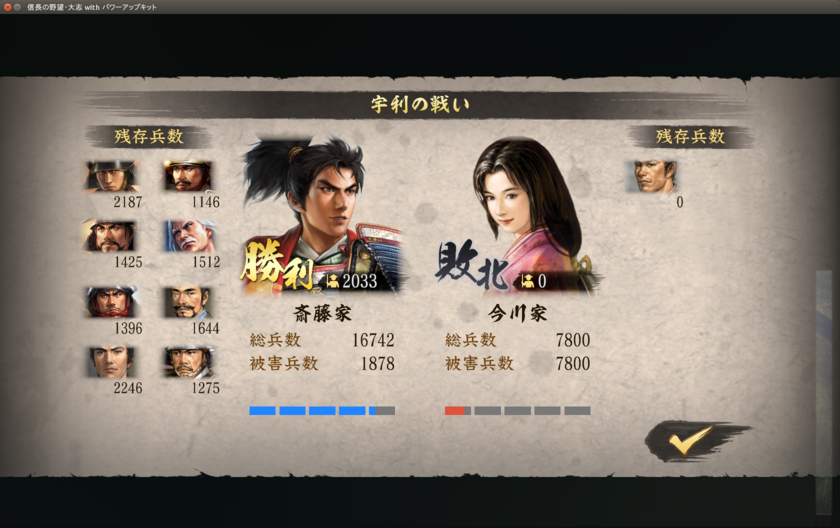 信長の野望・大志 with パワーアップキット
宇利の戦い
残存兵数
残存兵数
2187
1146
1425
1512
1396
1644
2246
1275
勝利
2033
斎藤家
総兵数 16742
被害兵数 1878
敗北
0
今川家
総兵数 7800
被害兵数 7800
0